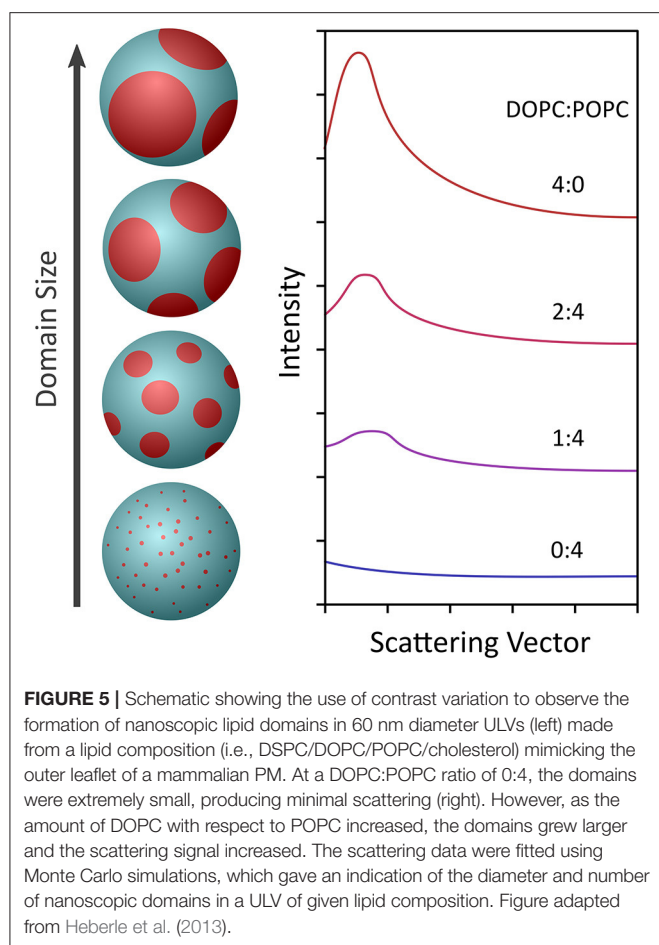 Domain Size
Intensity
DOPC:POPC
4:0
2:4
1:4
0:4
Scattering Vector
FIGURE 5 | Schematic showing the use of contrast variation to observe the
formation of nanoscopic lipid domains in 60 nm diameter ULVs (left) made
from a lipid composition (i.e., DSPC/DOPC/POPC/cholesterol) mimicking the
outer leaflet of a mammalian PM. At a DOPC:POPC ratio of 0:4, the domains
were extremely small, producing minimal scattering (right). However, as the
amount of DOPC with respect to POPC increased, the domains grew larger
and the scattering signal increased. The scattering data were fitted using
Monte Carlo simulations, which gave an indication of the diameter and number
of nanoscopic domains in a ULV of given lipid composition. Figure adapted
from Heberle et al. (2013).